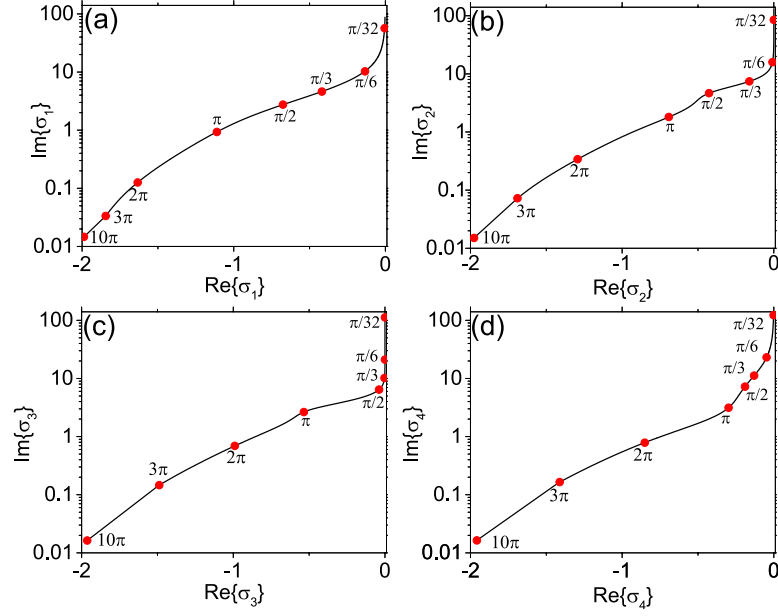 (a)
100
10
1
0.1
0.01
Im{σ1}
π/32
π/6
π/3
π/2
π
2π
3π
10π
-2
-1
0
Re{σ1}
(b)
100
10
1
0.1
0.01
Im{σ2}
π/32
π/6
π/3
π/2
π
2π
3π
10π
-2
-1
0
Re{σ2}
(c)
100
10
1
0.1
0.01
Im{σ3}
π/32
π/6
π/3
π/2
π
2π
3π
10π
-2
-1
0
Re{σ3}
(d)
100
10
1
0.1
0.01
Im{σ4}
π/32
π/6
π/3
π/2
π
2π
3π
10π
-2
-1
0
Re{σ4}